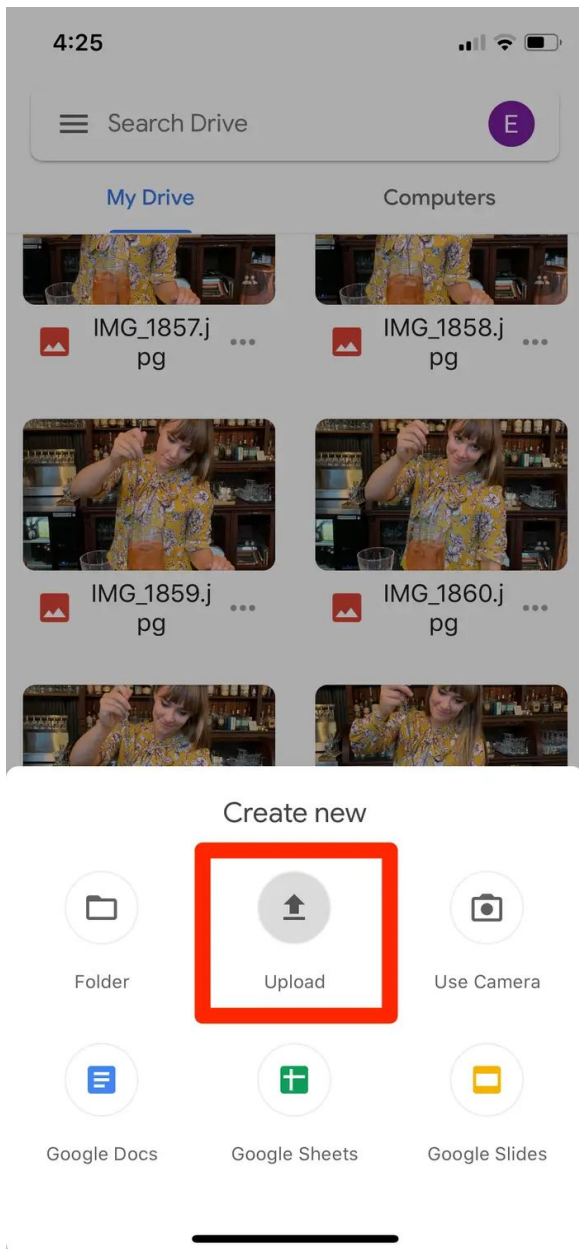 4:25
Search Drive
E
My Drive
Computers
IMG_1857.j
pg
IMG_1858.j
pg
IMG_1859.j
pg
IMG_1860.j
pg
Create new
Folder
Upload
Use Camera
Google Docs
Google Sheets
Google Slides